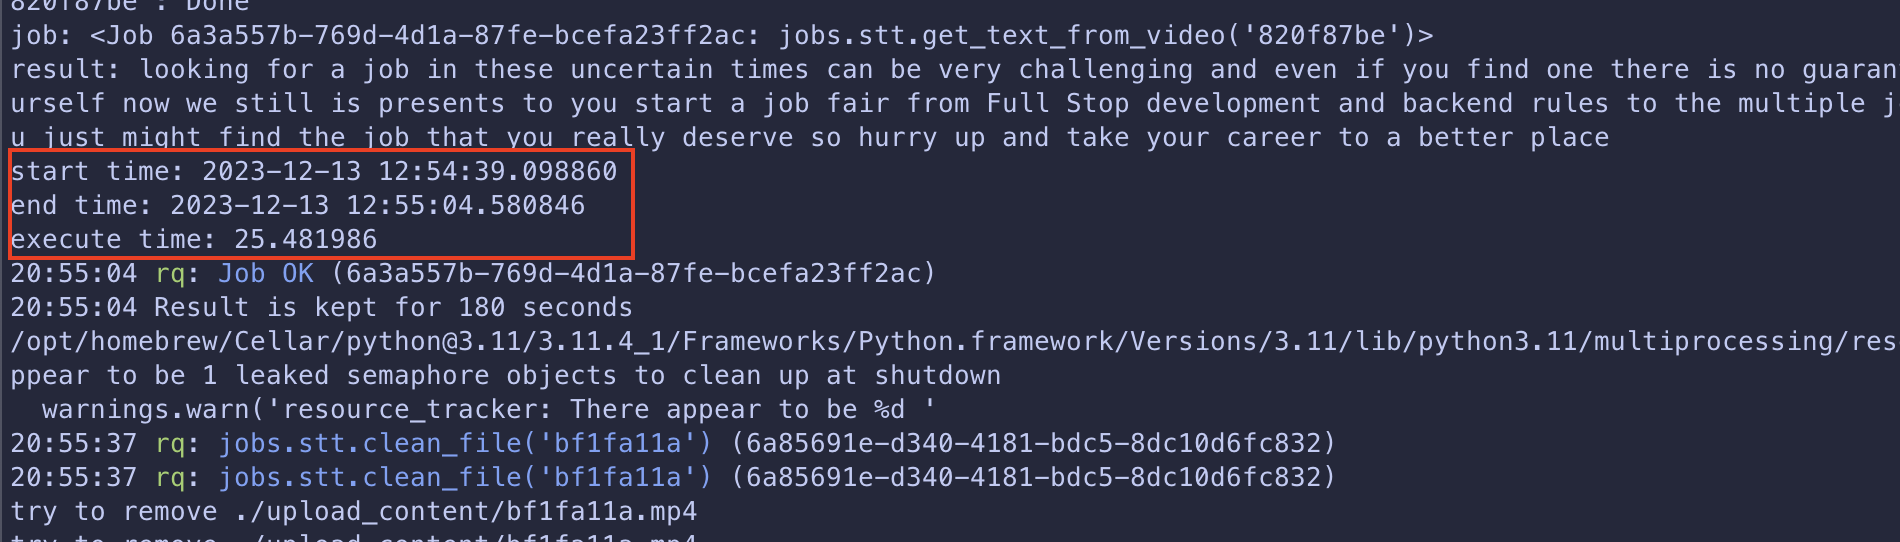 820f87be : Done
job: <Job 6a3a557b-769d-4d1a-87fe-bcefa23ff2ac: jobs.stt.get_text_from_video('820f87be')>
result: looking for a job in these uncertain times can be very challenging and even if you find one there is no guaran
urself now we still is presents to you start a job fair from Full Stop development and backend rules to the multiple j
u just might find the job that you really deserve so hurry up and take your career to a better place
start time: 2023-12-13 12:54:39.098860
end time: 2023-12-13 12:55:04.580846
execute time: 25.481986
20:55:04 rq: Job OK (6a3a557b-769d-4d1a-87fe-bcefa23ff2ac)
20:55:04 Result is kept for 180 seconds
/opt/homebrew/Cellar/python@3.11/3.11.4_1/Frameworks/Python.framework/Versions/3.11/lib/python3.11/multiprocessing/res
ppear to be 1 leaked semaphore objects to clean up at shutdown
  warnings.warn('resource_tracker: There appear to be %d '
20:55:37 rq: jobs.stt.clean_file('bf1fa11a') (6a85691e-d340-4181-bdc5-8dc10d6fc832)
20:55:37 rq: jobs.stt.clean_file('bf1fa11a') (6a85691e-d340-4181-bdc5-8dc10d6fc832)
try to remove ./upload_content/bf1fa11a.mp4
try to remove ./upload_content/bf1fa11a.mp4